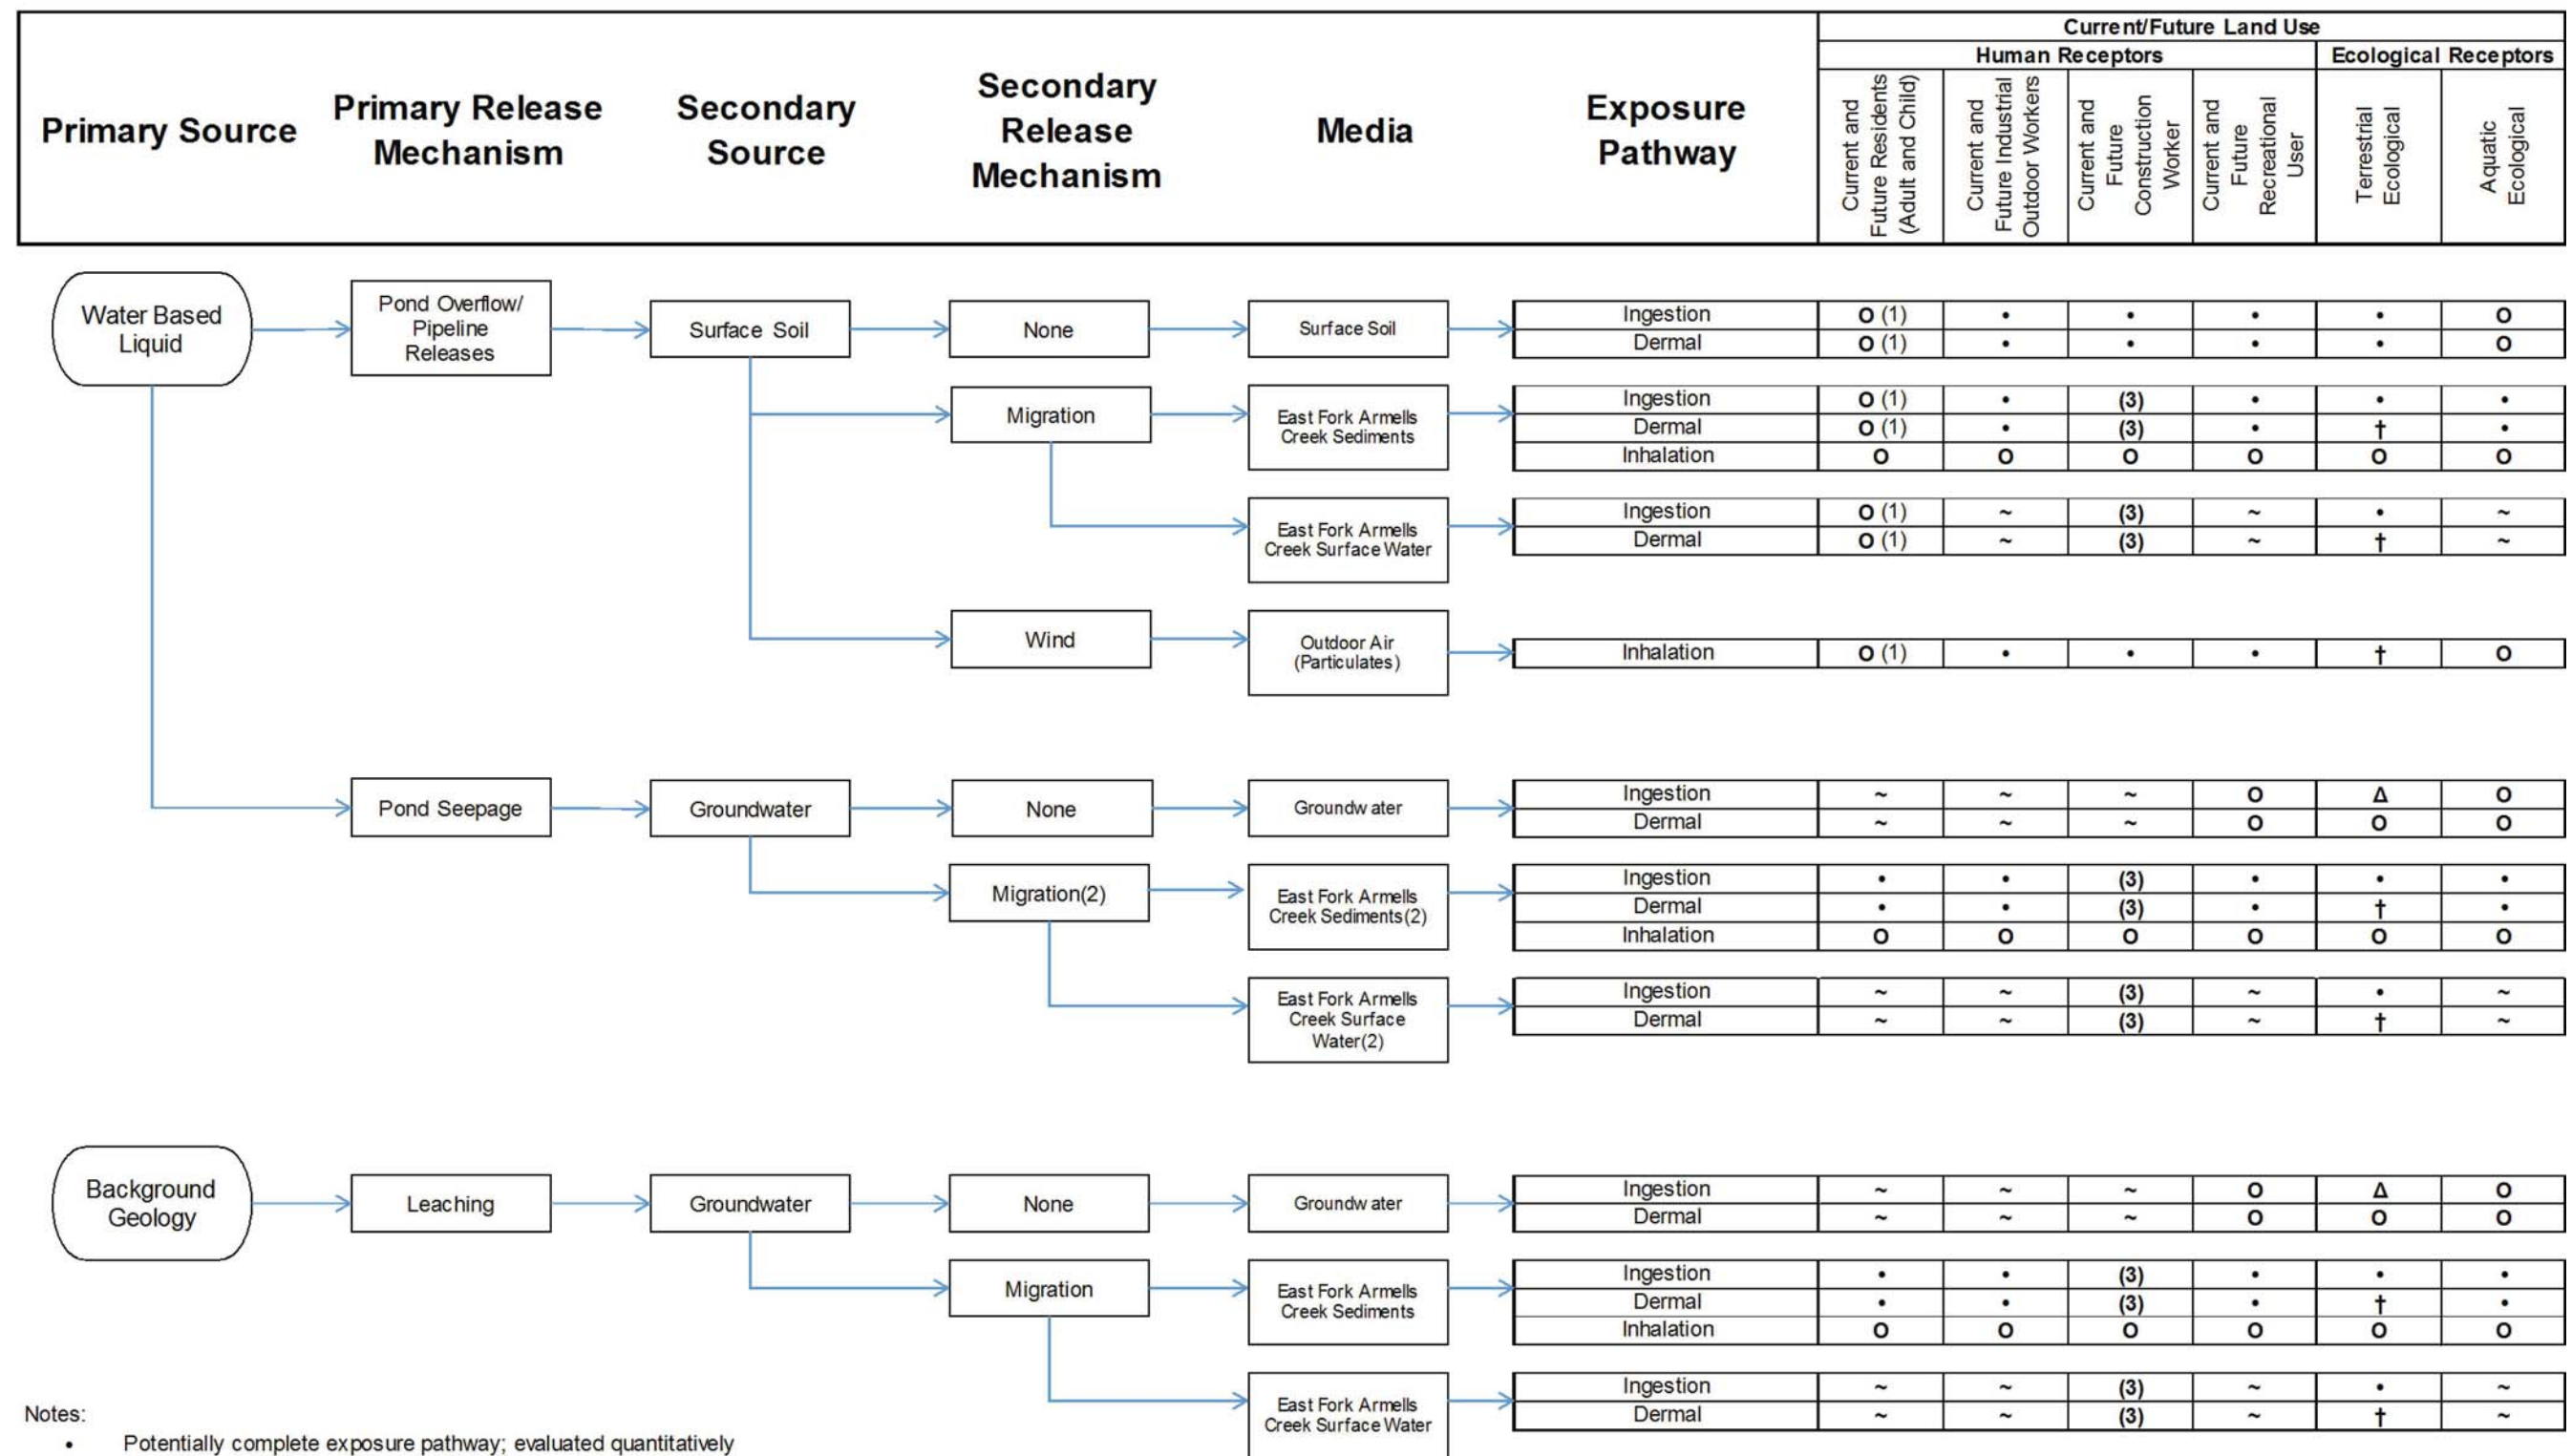 Current/Future Land Use
Human Receptors
Ecological Receptors
Primary Source
Primary Release
Mechanism
Secondary
Source
Secondary
Release
Mechanism
Media
Exposure
Pathway
Current and
Future Residents
(Adult and Child)
Current and
Future Industrial
Outdoor Workers
Current and
Future
Construction
Worker
Current and
Future
Recreational
User
Terrestrial
Ecological
Aquatic
Ecological
Water Based
Liquid
Pond Overflow/
Pipeline
Releases
Surface Soil
None
Surface Soil
Ingestion O (1) • • • • O
Dermal O (1) • • • • O
Migration
East Fork Armells
Creek Sediments
Ingestion O (1) • (3) • • •
Dermal O (1) • (3) • † •
Inhalation O O O O O O
East Fork Armells
Creek Surface Water
Ingestion O (1) ~ (3) ~ • ~
Dermal O (1) ~ (3) ~ † ~
Wind
Outdoor Air
(Particulates)
Inhalation O (1) • • • † O
Pond Seepage
Groundwater
None
Groundwater
Ingestion ~ ~ ~ O Δ O
Dermal ~ ~ ~ O O O
Migration(2)
East Fork Armells
Creek Sediments(2)
Ingestion • • (3) • • •
Dermal • • (3) • † •
Inhalation O O O O O O
East Fork Armells
Creek Surface
Water(2)
Ingestion ~ ~ (3) ~ • ~
Dermal ~ ~ (3) ~ † ~
Background
Geology
Leaching
Groundwater
None
Groundwater
Ingestion ~ ~ ~ O Δ O
Dermal ~ ~ ~ O O O
Migration
East Fork Armells
Creek Sediments
Ingestion • • (3) • • •
Dermal • • (3) • † •
Inhalation O O O O O O
East Fork Armells
Creek Surface Water
Ingestion ~ ~ (3) ~ • ~
Dermal ~ ~ (3) ~ † ~
Notes:
• Potentially complete exposure pathway; evaluated quantitatively